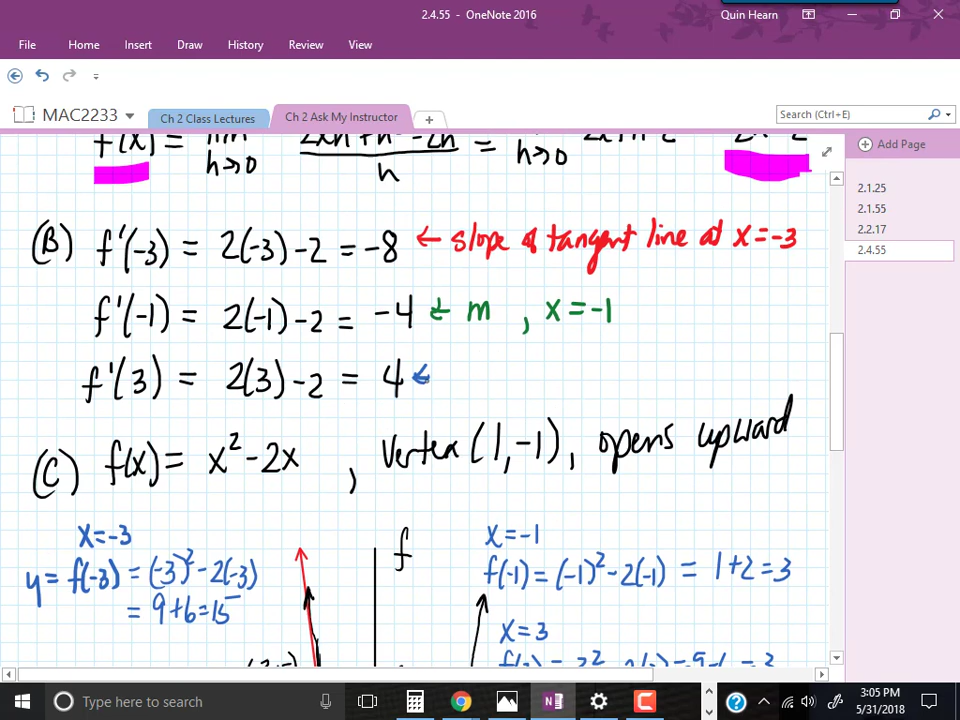 2.4.55 - OneNote 2016
Quin Hearn
File Home Insert Draw History Review View
MAC2233 Ch 2 Class Lectures Ch 2 Ask My Instructor
Search (Ctrl+E)
Add Page
2.1.25
2.1.55
2.2.17
2.4.55
h→0 h h→0
(B) f'(-3) = 2(-3)-2 = -8 ← slope of tangent line at x=-3
f'(-1) = 2(-1)-2 = -4 ← m , x=-1
f'(3) = 2(3)-2 = 4 ←
(C) f(x) = x²-2x , vertex (1,-1), opens upward
x=-3
y = f(-3) = (-3)²-2(-3)
= 9+6=15
f
x=-1
f(-1) = (-1)²-2(-1) = 1+2=3
x=3
Type here to search
3:05 PM
5/31/2018